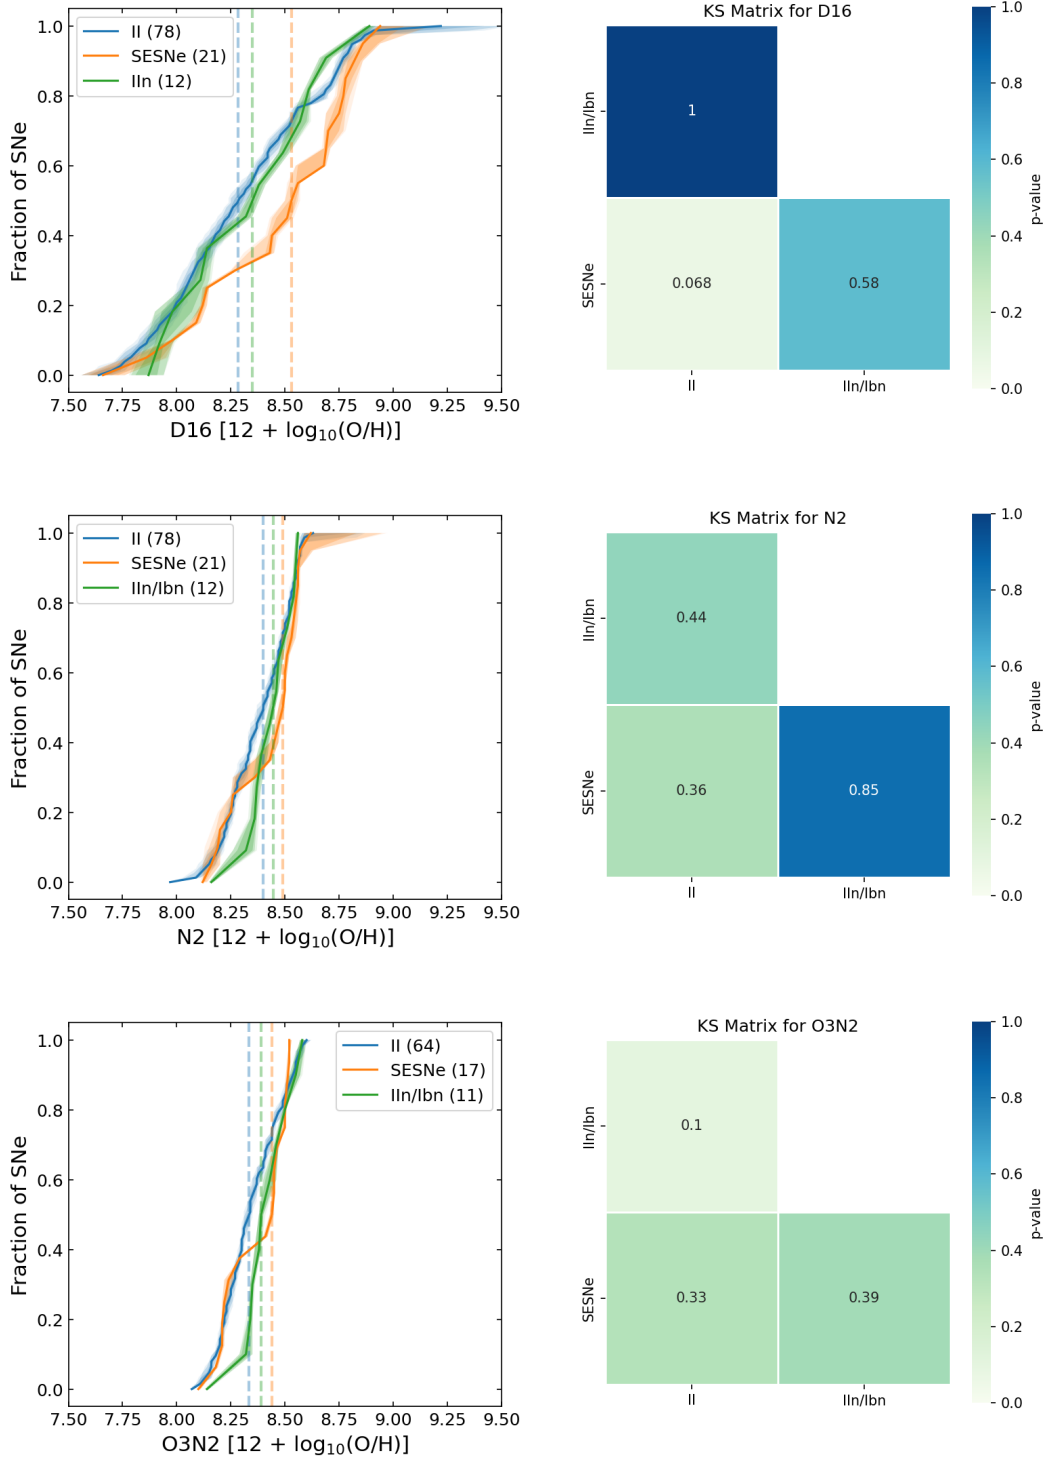 II (78)
SESNe (21)
IIn (12)
Fraction of SNe
1.0
0.8
0.6
0.4
0.2
0.0
7.50 7.75 8.00 8.25 8.50 8.75 9.00 9.25 9.50
D16 [12 + log₁₀(O/H)]
KS Matrix for D16
IIn/Ibn
SESNe
1
0.068 0.58
II IIn/Ibn
1.0
0.8
0.6
0.4
0.2
0.0
p-value
II (78)
SESNe (21)
IIn/Ibn (12)
Fraction of SNe
1.0
0.8
0.6
0.4
0.2
0.0
7.50 7.75 8.00 8.25 8.50 8.75 9.00 9.25 9.50
N2 [12 + log₁₀(O/H)]
KS Matrix for N2
IIn/Ibn
SESNe
0.44
0.36 0.85
II IIn/Ibn
1.0
0.8
0.6
0.4
0.2
0.0
p-value
II (64)
SESNe (17)
IIn/Ibn (11)
Fraction of SNe
1.0
0.8
0.6
0.4
0.2
0.0
7.50 7.75 8.00 8.25 8.50 8.75 9.00 9.25 9.50
O3N2 [12 + log₁₀(O/H)]
KS Matrix for O3N2
IIn/Ibn
SESNe
0.1
0.33 0.39
II IIn/Ibn
1.0
0.8
0.6
0.4
0.2
0.0
p-value